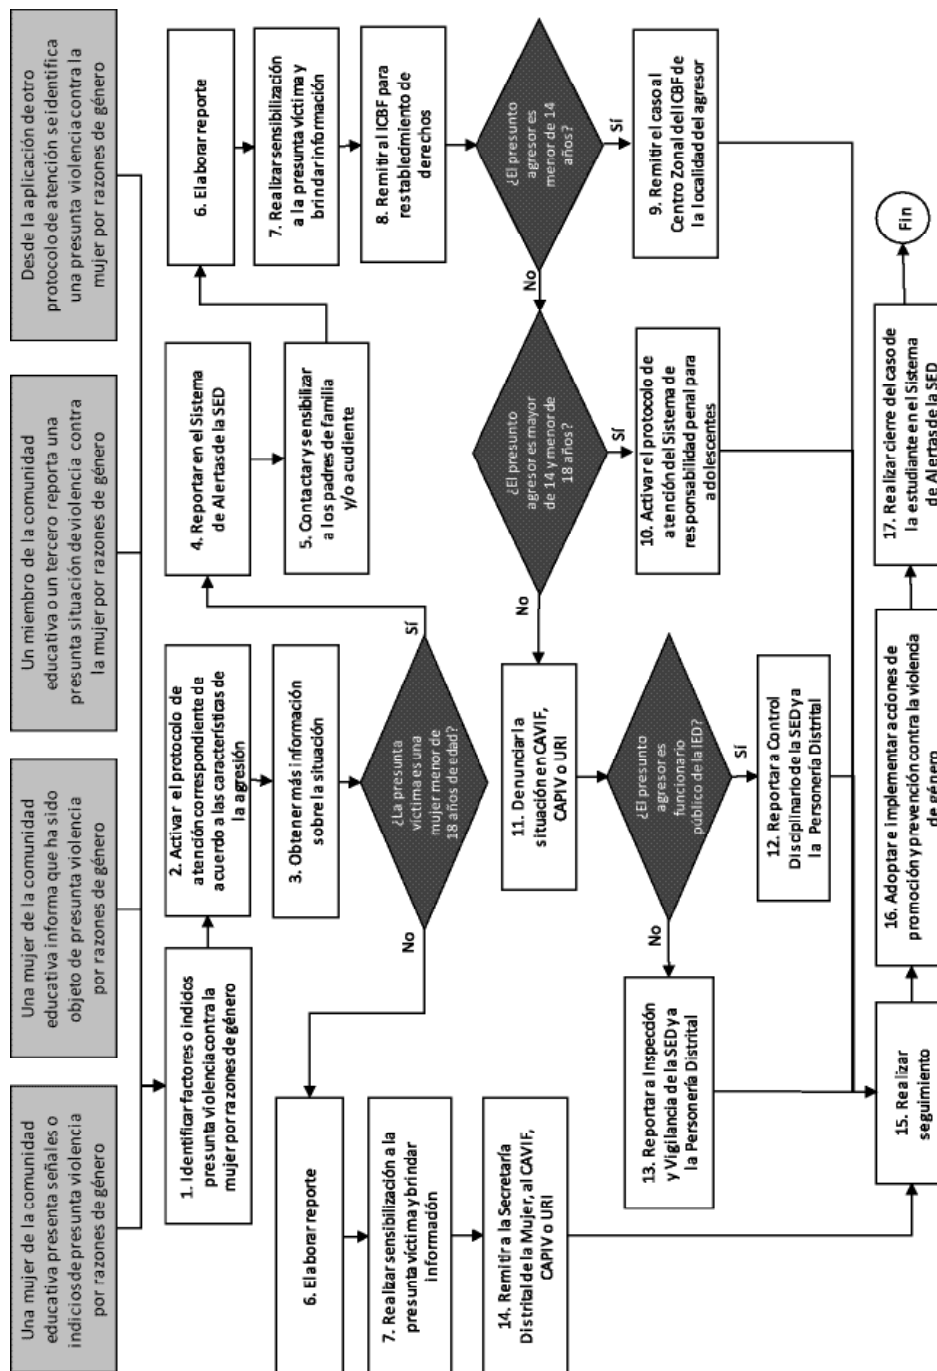 Una mujer de la comunidad
educativa presenta señales o
indicios de presunta violencia
por razones de género
Una mujer de la comunidad
educativa informa que ha sido
objeto de presunta violencia
por razones de género
Un miembro de la comunidad
educativa o un tercero reporta una
presunta situación de violencia contra
la mujer por razones de género
Desde la aplicación de otro
protocolo de atención se identifica
una presunta violencia contra la
mujer por razones de género
1. Identificar factores o indicios
presunta violencia contra la
mujer por razones de género
2. Activar el protocolo de
atención correspondiente de
acuerdo a las características de
la agresión
3. Obtener más información
sobre la situación
¿La presunta
víctima es una
mujer menor de
18 años de edad?
No
Sí
4. Reportar en el Sistema
de Alertas de la SED
5. Contactar y sensibilizar
a los padres de familia
y/o acudiente
6. Elaborar reporte
7. Realizar sensibilización
a la presunta víctima y
brindar información
8. Remitir al ICBF para
restablecimiento de
derechos
¿El presunto
agresor es
menor de 14
años?
Sí
No
9. Remitir el caso al
Centro Zonal del ICBF de
la localidad del agresor
¿El presunto
agresor es mayor
de 14 y menor de
18 años?
Sí
No
10. Activar el protocolo de
atención del Sistema de
responsabilidad penal para
adolescentes
11. Denunciar la
situación en CAVIF,
CAPIV o URI
¿El presunto
agresor es
funcionario
público de la IED?
Sí
No
12. Reportar a Control
Disciplinario de la SED y a
la Personería Distrital
13. Reportar a Inspección
y Vigilancia de la SED y a
la Personería Distrital
6. Elaborar reporte
7. Realizar sensibilización a la
presunta víctima y brindar
información
14. Remitir a la Secretaría
Distrital de la Mujer, al CAVIF,
CAPIV o URI
15. Realizar
seguimiento
16. Adoptar e implementar acciones de
promoción y prevención contra la violencia
de género
17. Realizar cierre del caso de
la estudiante en el Sistema
de Alertas de la SED
Fin